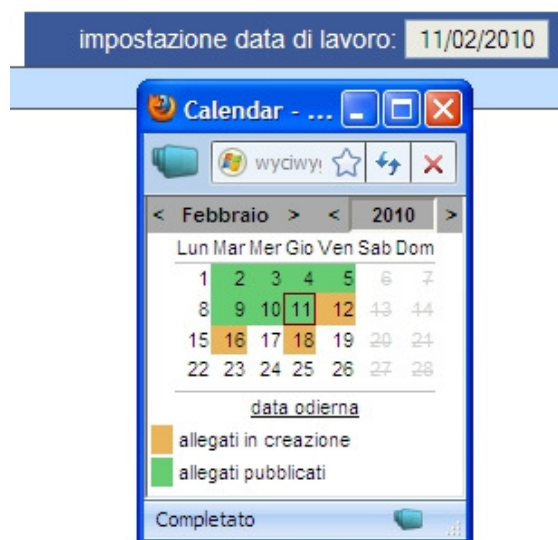 impostazione data di lavoro: 11/02/2010
Calendar - ...
wyciwy
< Febbraio > < 2010 >
Lun Mar Mer Gio Ven Sab Dom
1 2 3 4 5 6 7
8 9 10 11 12 13 14
15 16 17 18 19 20 21
22 23 24 25 26 27 28
data odierna
allegati in creazione
allegati pubblicati
Completato